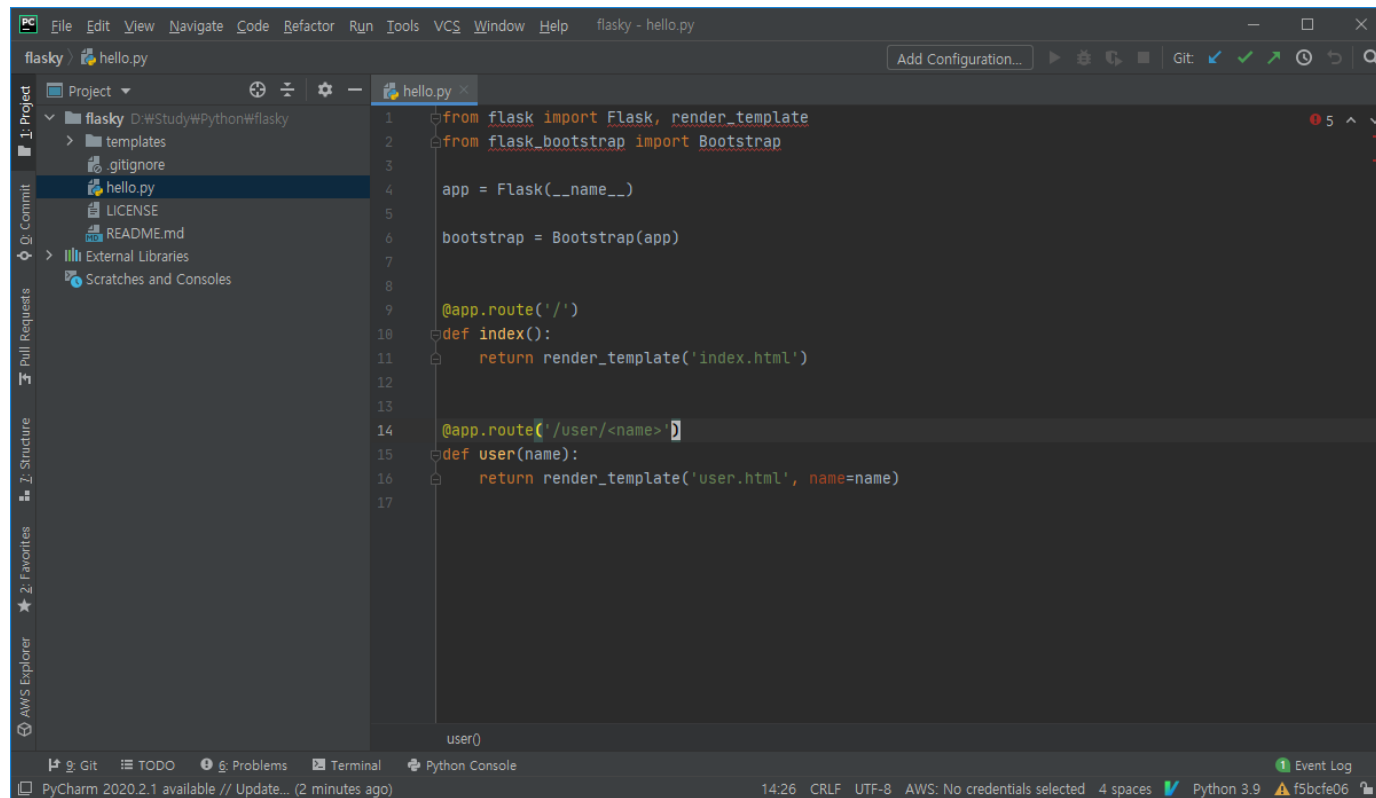 PC File Edit View Navigate Code Refactor Run Tools VCS Window Help flasky - hello.py
flasky hello.py Add Configuration... Git:
Project hello.py
1: Project
0: Commit
Pull Requests
7: Structure
2: Favorites
AWS Explorer
flasky D:₩Study₩Python₩flasky
templates
.gitignore
hello.py
LICENSE
README.md
External Libraries
Scratches and Consoles
5
1 from flask import Flask, render_template
2 from flask_bootstrap import Bootstrap
3
4 app = Flask(__name__)
5
6 bootstrap = Bootstrap(app)
7
8
9 @app.route('/')
10 def index():
11     return render_template('index.html')
12
13
14 @app.route('/user/<name>')
15 def user(name):
16     return render_template('user.html', name=name)
17
user()
9: Git TODO 6: Problems Terminal Python Console 1 Event Log
PyCharm 2020.2.1 available // Update... (2 minutes ago) 14:26 CRLF UTF-8 AWS: No credentials selected 4 spaces Python 3.9 f5bcfe06